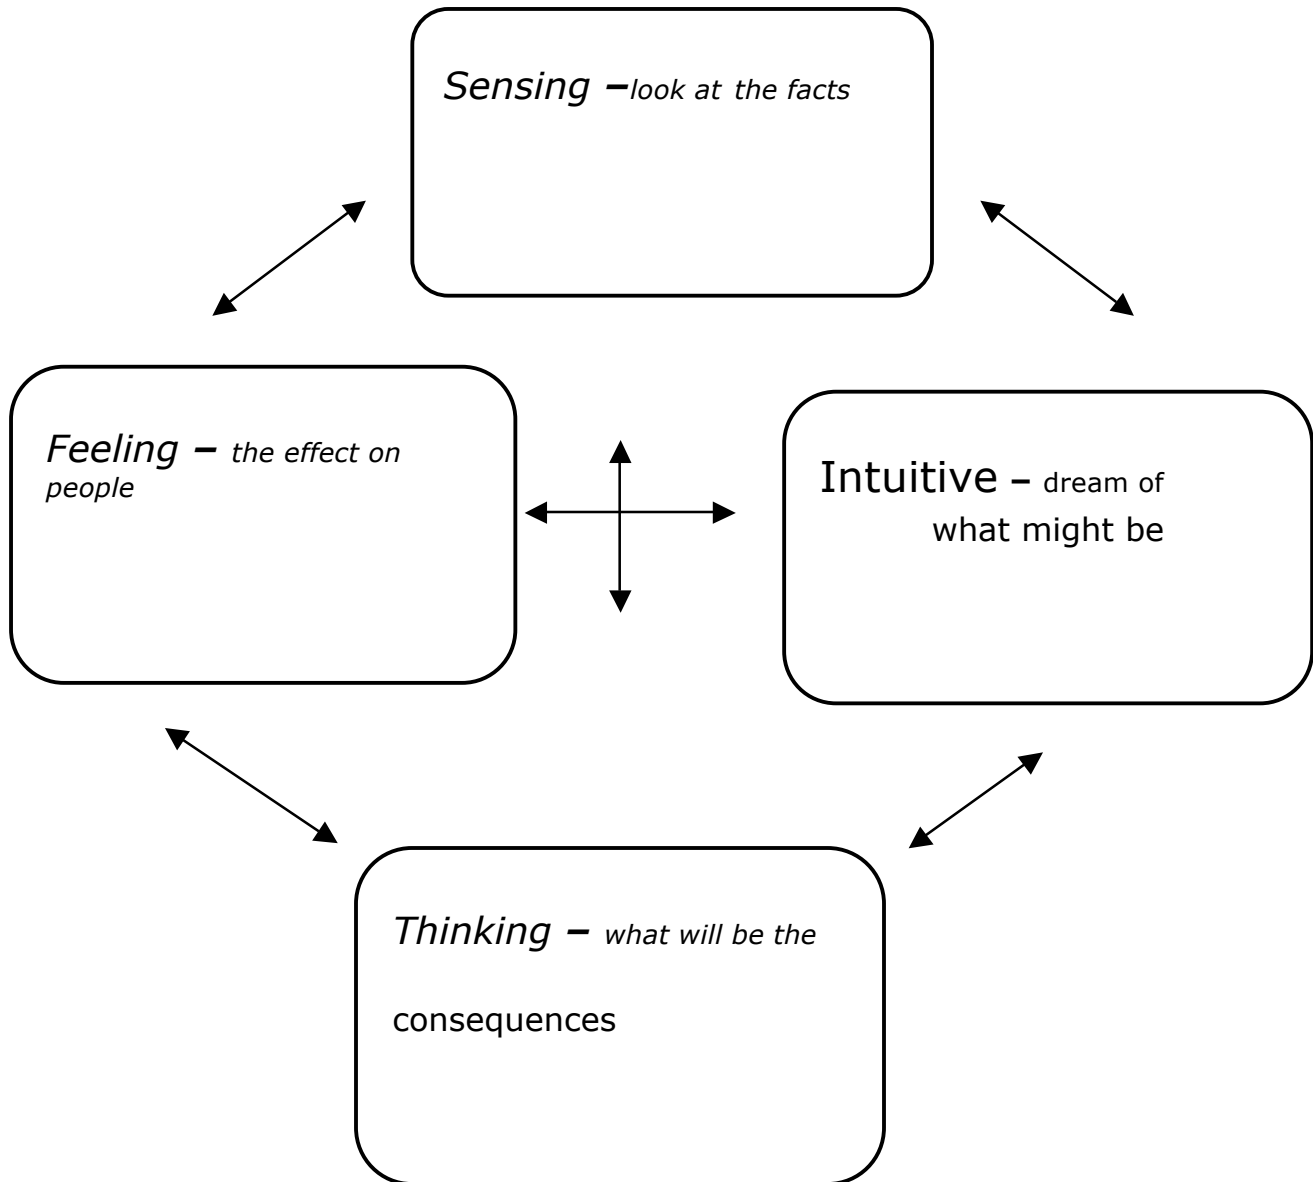 Sensing –look at the facts
Feeling – the effect on
people
Intuitive – dream of
what might be
Thinking – what will be the
consequences